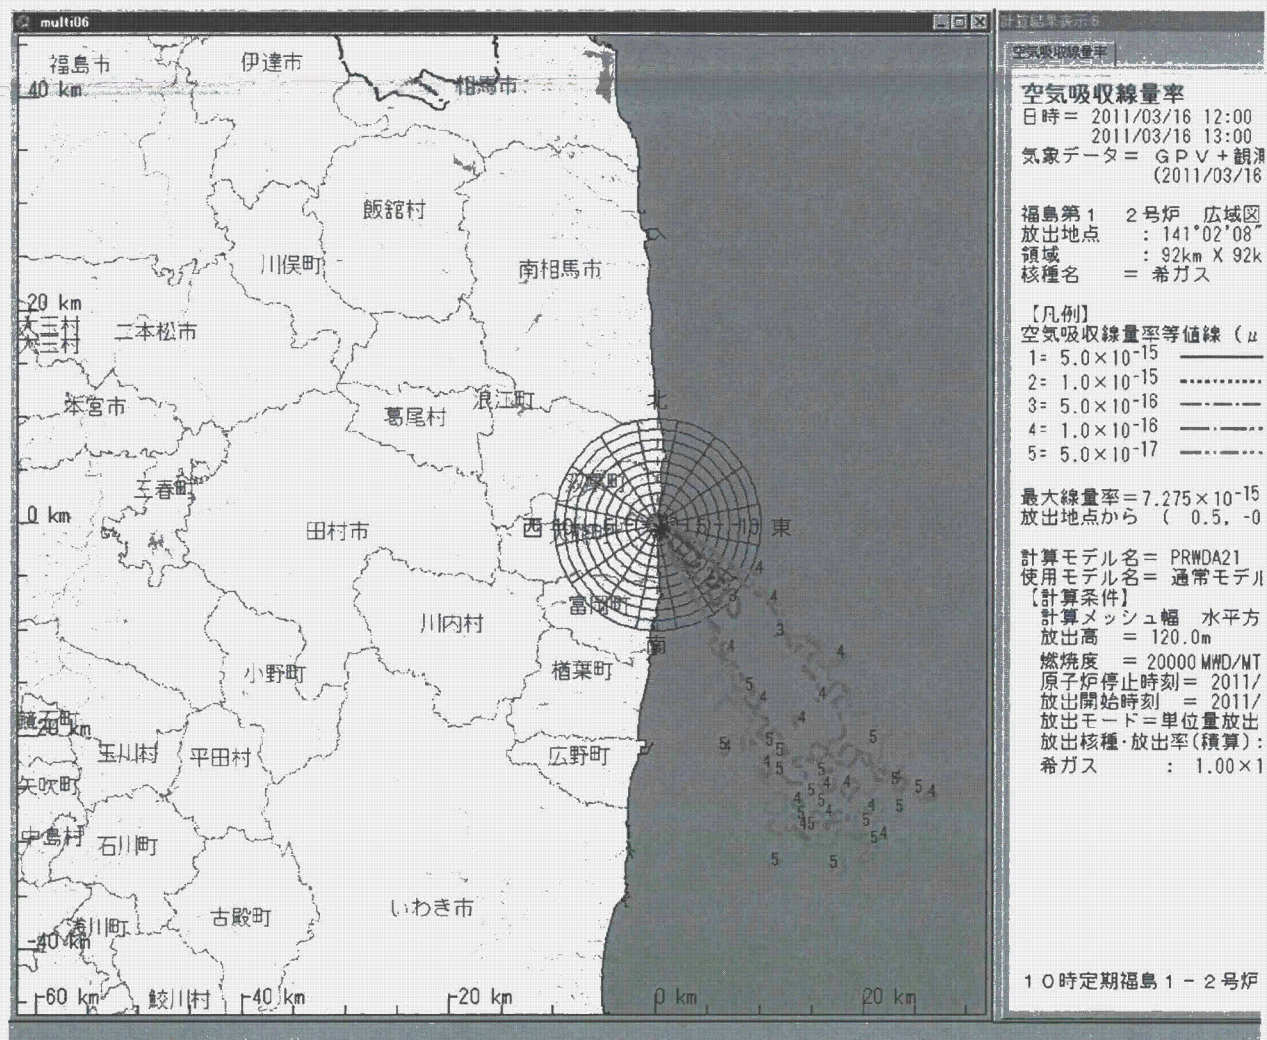 multi06
計算結果表示:6
空気吸収線量率
福島市
伊達市
相馬市
40 km
飯舘村
川俣町
南相馬市
20 km
大玉村
二本松市
本宮市
浪江町
北
葛尾村
三春町
双葉町
0 km
田村市
西
東
富岡町
川内村
南
小野町
楢葉町
鏡石町
-20 km
玉川村
平田村
広野町
矢吹町
中島村
石川町
古殿町
いわき市
浅川町
-40 km
鮫川村
-60 km
-40 km
-20 km
0 km
20 km
空気吸収線量率
日時= 2011/03/16 12:00
2011/03/16 13:00
気象データ= GPV+観測
(2011/03/16
福島第1 2号炉 広域図
放出地点 : 141°02'08"
領域 : 92km X 92k
核種名 = 希ガス
【凡例】
空気吸収線量率等値線 (μ
1= 5.0×10-15
2= 1.0×10-15
3= 5.0×10-16
4= 1.0×10-16
5= 5.0×10-17
最大線量率=7.275×10-15
放出地点から ( 0.5, -0
計算モデル名= PRWDA21
使用モデル名= 通常モデル
【計算条件】
計算メッシュ幅 水平方
放出高 = 120.0m
燃焼度 = 20000MWD/MT
原子炉停止時刻= 2011/
放出開始時刻 = 2011/
放出モード=単位量放出
放出核種・放出率(積算):
希ガス : 1.00×1
10時定期福島1-2号炉